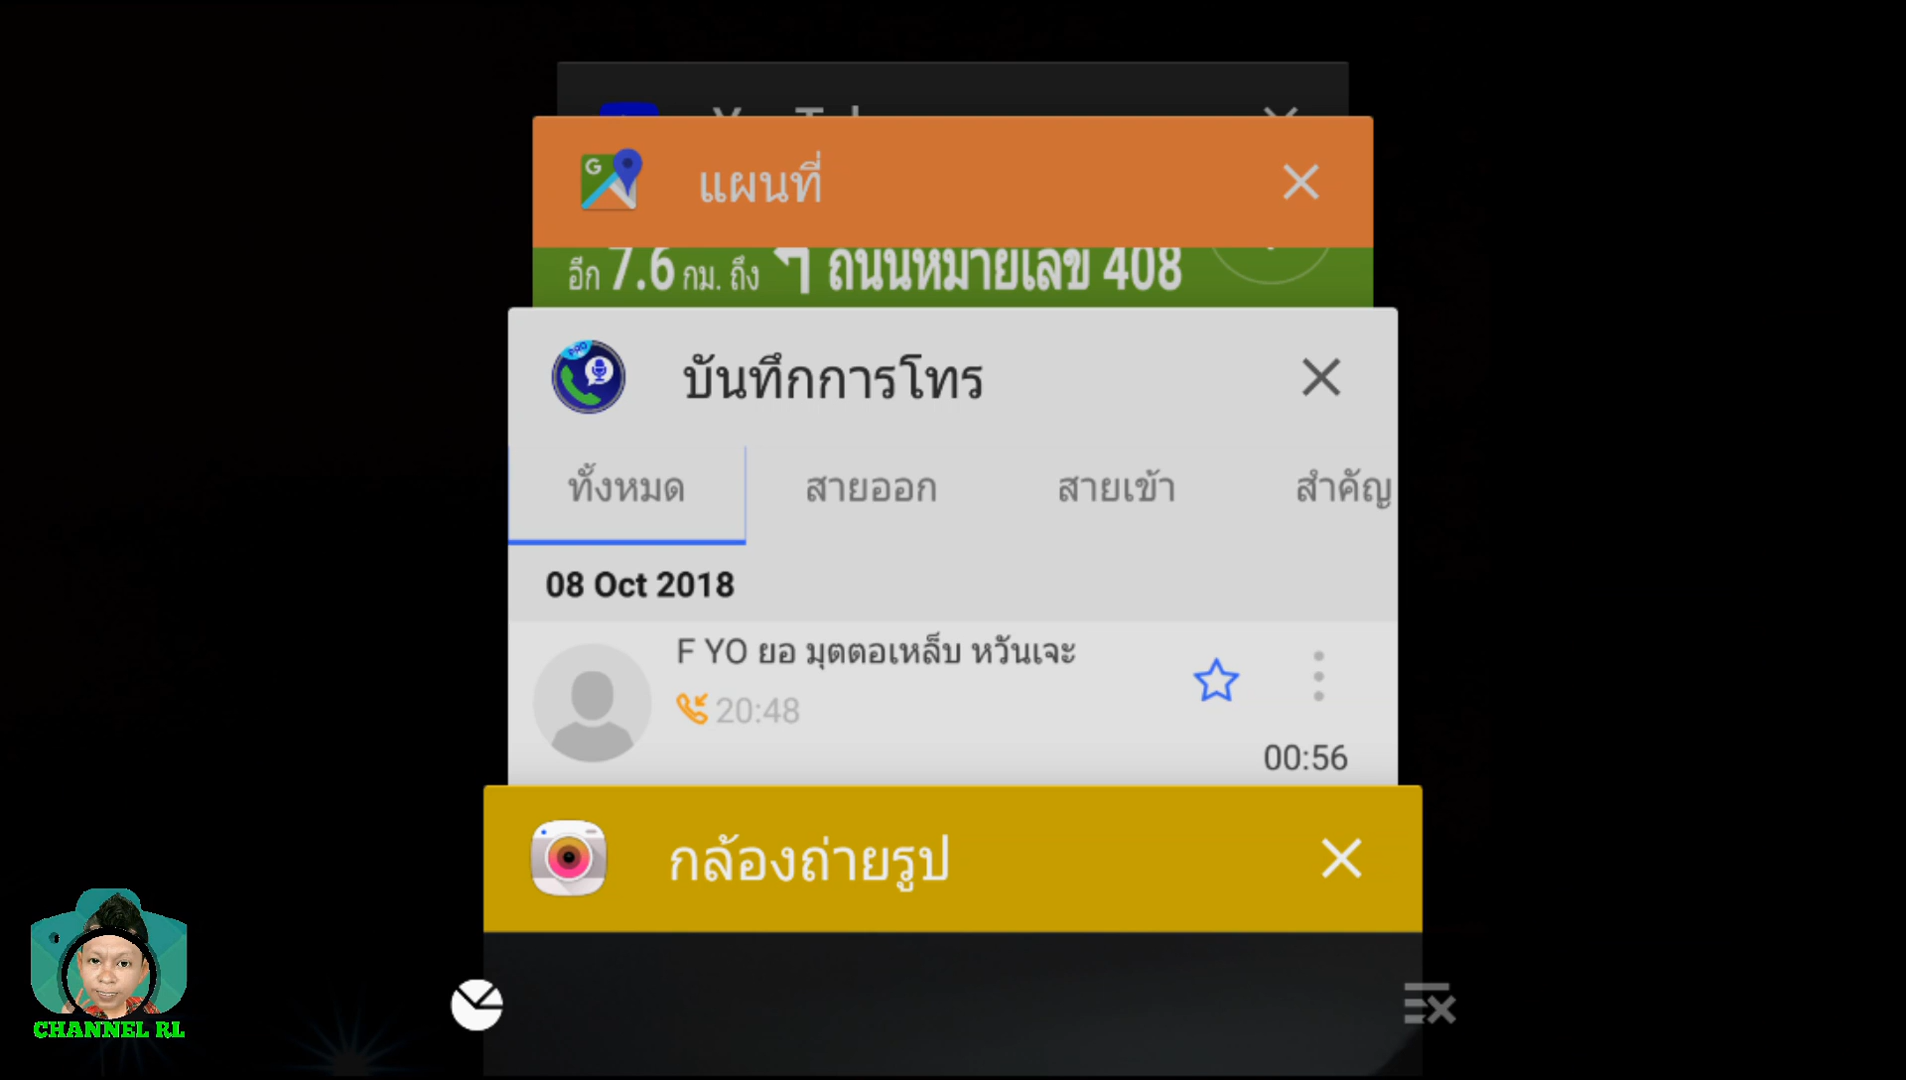 YouTube
แผนที่
อีก 7.6 กม. ถึง ถนนหมายเลข 408
บันทึกการโทร
ทั้งหมด สายออก สายเข้า สำคัญ
08 Oct 2018
F YO ยอ มุตตอเหล็บ หวันเจะ
20:48
00:56
กล้องถ่ายรูป
CHANNEL RL